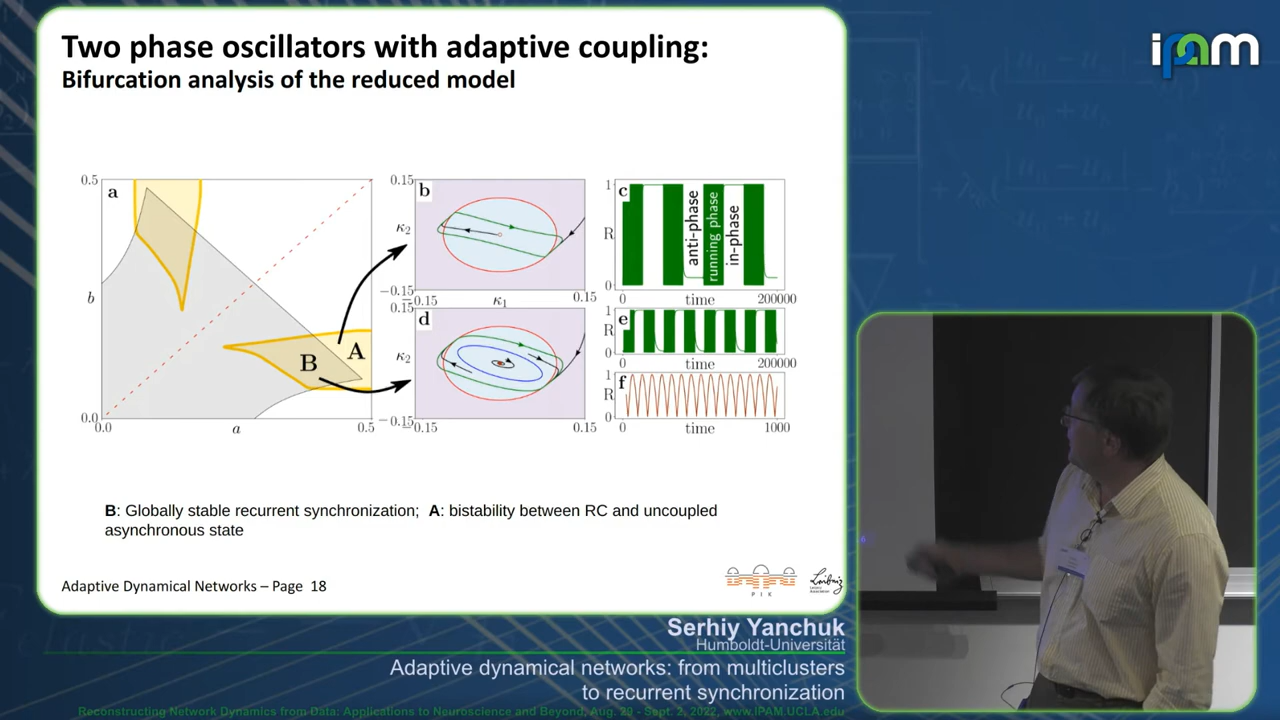 Two phase oscillators with adaptive coupling:
Bifurcation analysis of the reduced model
ipam
0.5
a
b
0.0
0.0
a
0.5
A
B
0.15
b
κ2
−0.15
−0.15
κ1
0.15
0.15
d
κ2
−0.15
−0.15
0.15
1
c
R
0
anti-phase
running phase
in-phase
0
time
200000
1
e
R
0
0
time
200000
1
f
R
0
0
time
1000
B: Globally stable recurrent synchronization; A: bistability between RC and uncoupled
asynchronous state
Adaptive Dynamical Networks – Page 18
PIK
Leibniz
Serhiy Yanchuk
Humboldt-Universität
Adaptive dynamical networks: from multiclusters
to recurrent synchronization
Reconstructing Network Dynamics from Data: Applications to Neuroscience and Beyond, Aug. 29 - Sept. 2, 2022, www.IPAM.UCLA.edu